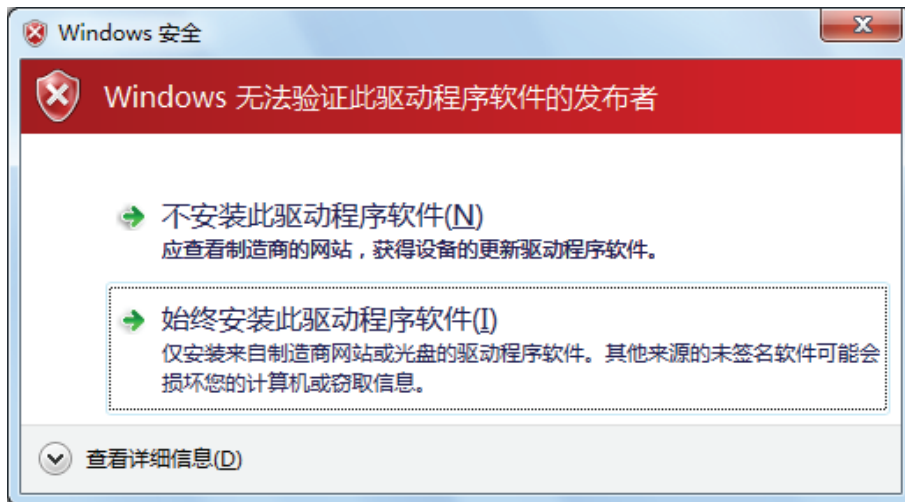 Windows 安全
Windows 无法验证此驱动程序软件的发布者
不安装此驱动程序软件(N)
应查看制造商的网站，获得设备的更新驱动程序软件。
始终安装此驱动程序软件(I)
仅安装来自制造商网站或光盘的驱动程序软件。其他来源的未签名软件可能会
损坏您的计算机或窃取信息。
查看详细信息(D)